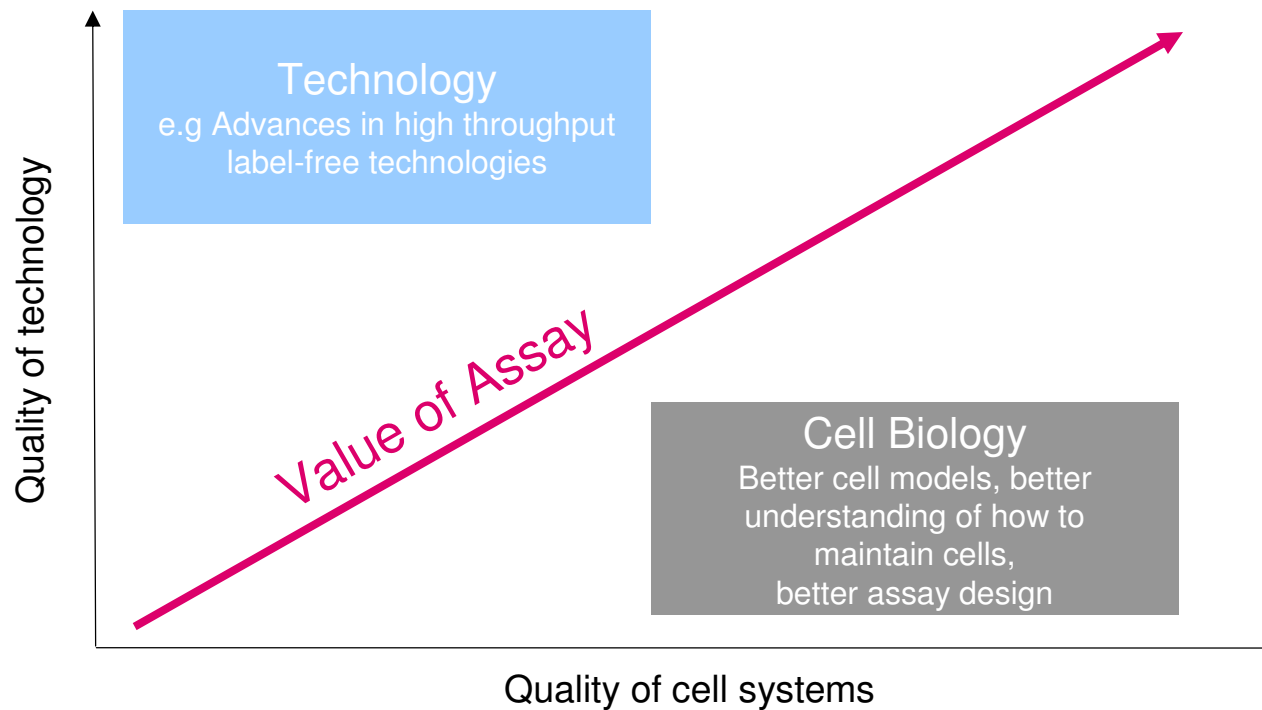 Technology
e.g Advances in high throughput
label-free technologies
Quality of technology
Value of Assay
Cell Biology
Better cell models, better
understanding of how to
maintain cells,
better assay design
Quality of cell systems